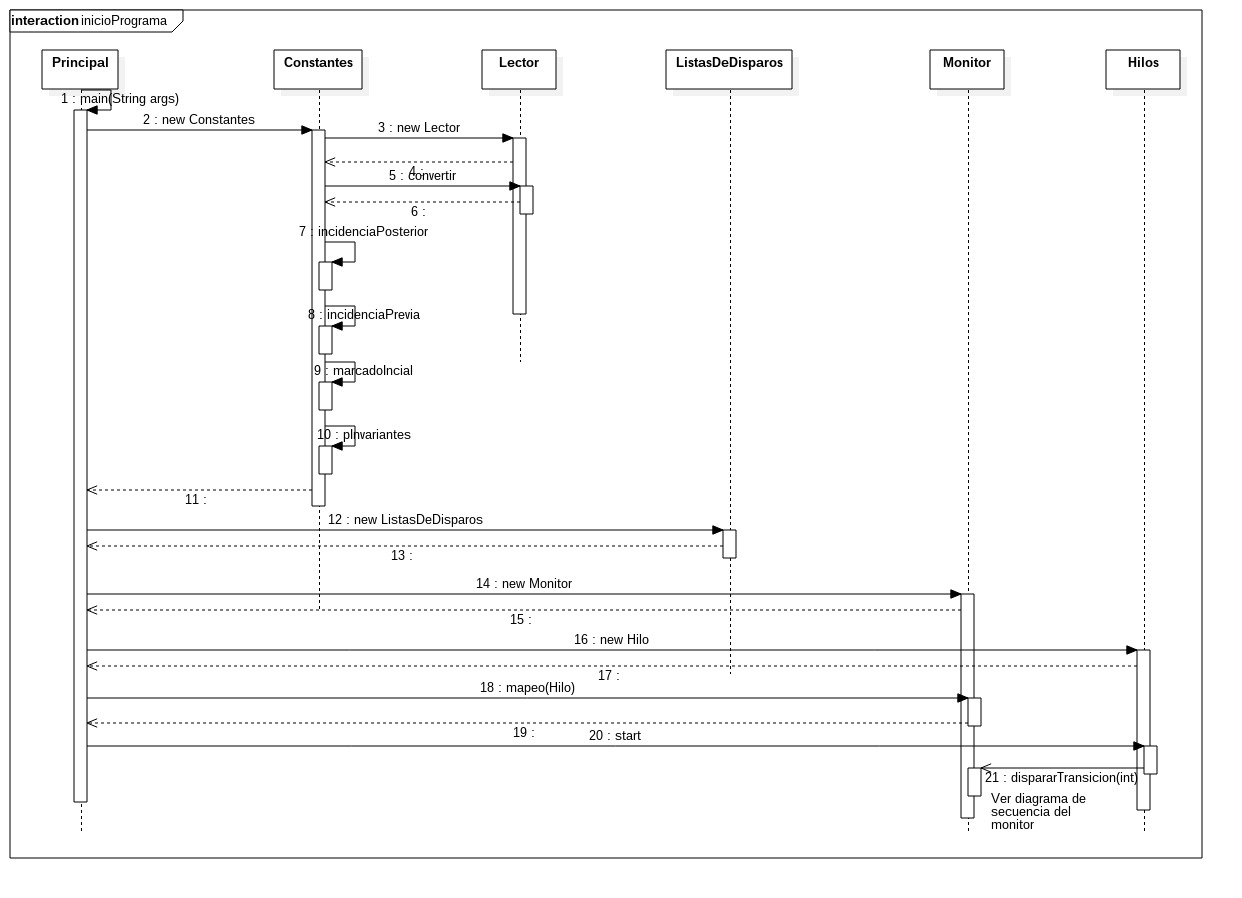 interaction inicioPrograma
Principal
Constantes
Lector
ListasDeDisparos
Monitor
Hilos
1 : main(String args)
2 : new Constantes
3 : new Lector
4 :
5 : convertir
6 :
7 : incidenciaPosterior
8 : incidenciaPrevia
9 : marcadoIncial
10 : pInvariantes
11 :
12 : new ListasDeDisparos
13 :
14 : new Monitor
15 :
16 : new Hilo
17 :
18 : mapeo(Hilo)
19 :
20 : start
21 : dispararTransicion(int)
Ver diagrama de
secuencia del
monitor